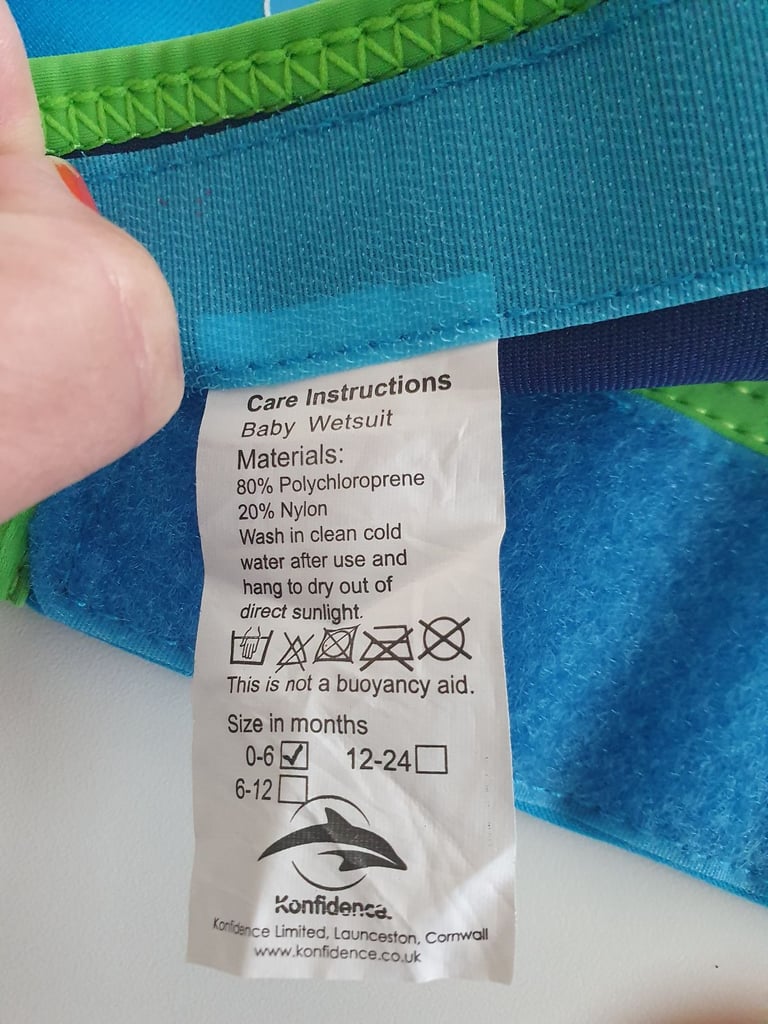 Care Instructions
Baby Wetsuit
Materials:
80% Polychloroprene
20% Nylon
Wash in clean cold
water after use and
hang to dry out of
direct sunlight.
This is not a buoyancy aid.
Size in months
0-6 12-24
6-12
Konfidence.
Konfidence Limited, Launceston, Cornwall
www.konfidence.co.uk